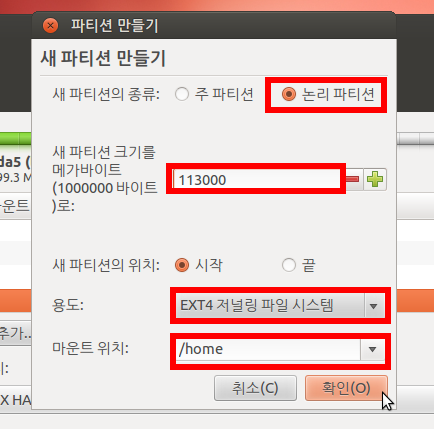 파티션 만들기
새 파티션 만들기
새 파티션의 종류: 주 파티션 논리 파티션
da5 (
99.3 M
새 파티션 크기를
메가바이트
(1000000 바이트
)로:
113000
마운트
새 파티션의 위치: 시작 끝
용도: EXT4 저널링 파일 시스템
추가...
마운트 위치: /home
치:
취소(C) 확인(O)
X HA